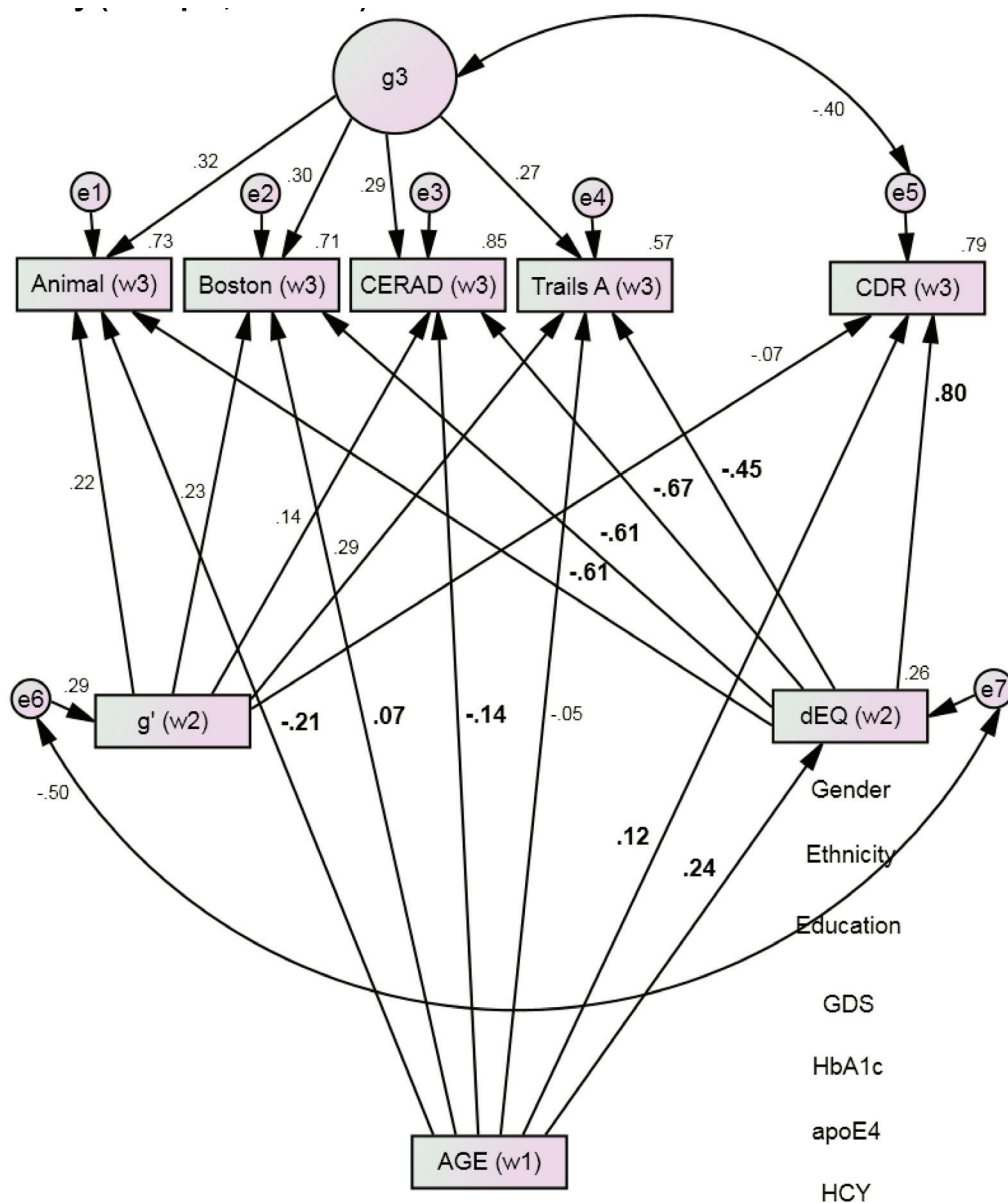 g3
-.40
.32
.30
.29
.27
e1
e2
e3
e4
e5
.73
.71
.85
.57
.79
Animal (w3)
Boston (w3)
CERAD (w3)
Trails A (w3)
CDR (w3)
-.07
.80
.22
.23
.14
.29
-.67
-.45
-.61
-.61
e6
.29
g' (w2)
-.21
.07
-.14
-.05
.26
e7
dEQ (w2)
-.50
Gender
.12
Ethnicity
.24
Education
GDS
HbA1c
apoE4
AGE (w1)
HCY